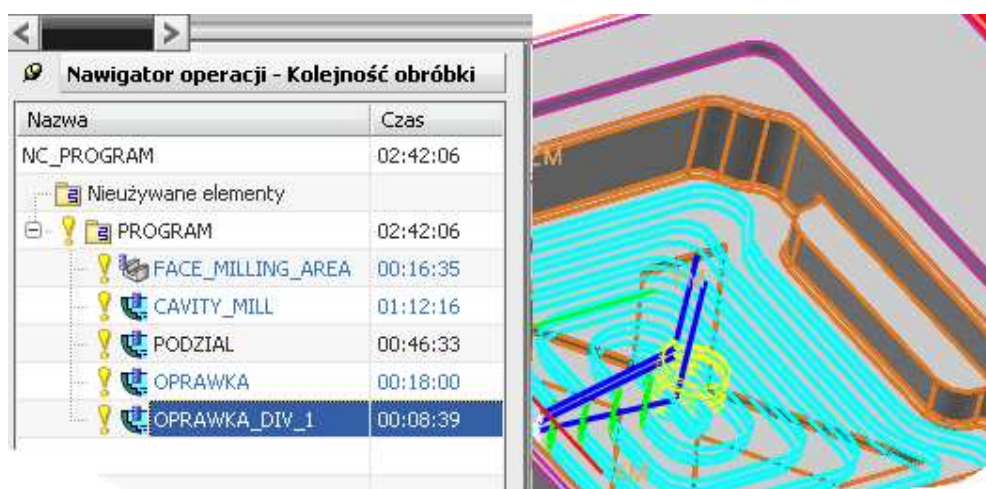 Nawigator operacji - Kolejność obróbki
Nazwa Czas
NC_PROGRAM 02:42:06
Nieużywane elementy
PROGRAM 02:42:06
FACE_MILLING_AREA 00:16:35
CAVITY_MILL 01:12:16
PODZIAL 00:46:33
OPRAWKA 00:18:00
OPRAWKA_DIV_1 00:08:39